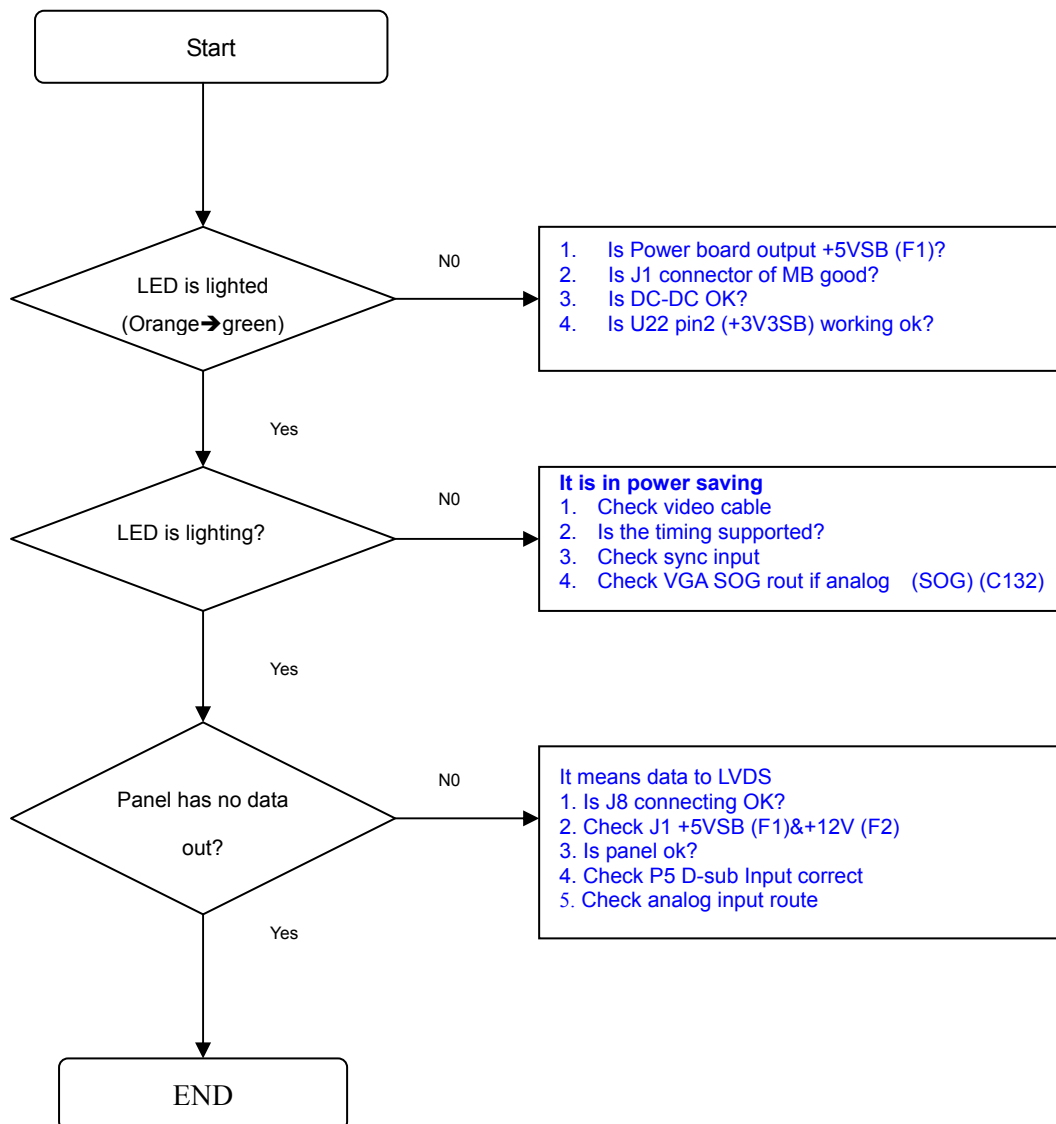 Start
LED is lighted
(Orange➔green)
N0
1. Is Power board output +5VSB (F1)?
2. Is J1 connector of MB good?
3. Is DC-DC OK?
4. Is U22 pin2 (+3V3SB) working ok?
Yes
LED is lighting?
N0
It is in power saving
1. Check video cable
2. Is the timing supported?
3. Check sync input
4. Check VGA SOG rout if analog (SOG) (C132)
Yes
Panel has no data
out?
N0
It means data to LVDS
1. Is J8 connecting OK?
2. Check J1 +5VSB (F1)&+12V (F2)
3. Is panel ok?
4. Check P5 D-sub Input correct
5. Check analog input route
Yes
END